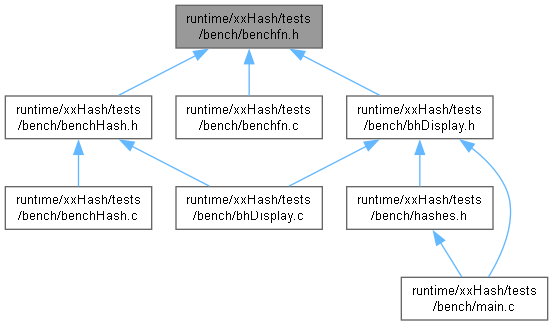 runtime/xxHash/tests
/bench/benchfn.h
runtime/xxHash/tests
/bench/benchHash.h
runtime/xxHash/tests
/bench/benchfn.c
runtime/xxHash/tests
/bench/bhDisplay.h
runtime/xxHash/tests
/bench/benchHash.c
runtime/xxHash/tests
/bench/bhDisplay.c
runtime/xxHash/tests
/bench/hashes.h
runtime/xxHash/tests
/bench/main.c